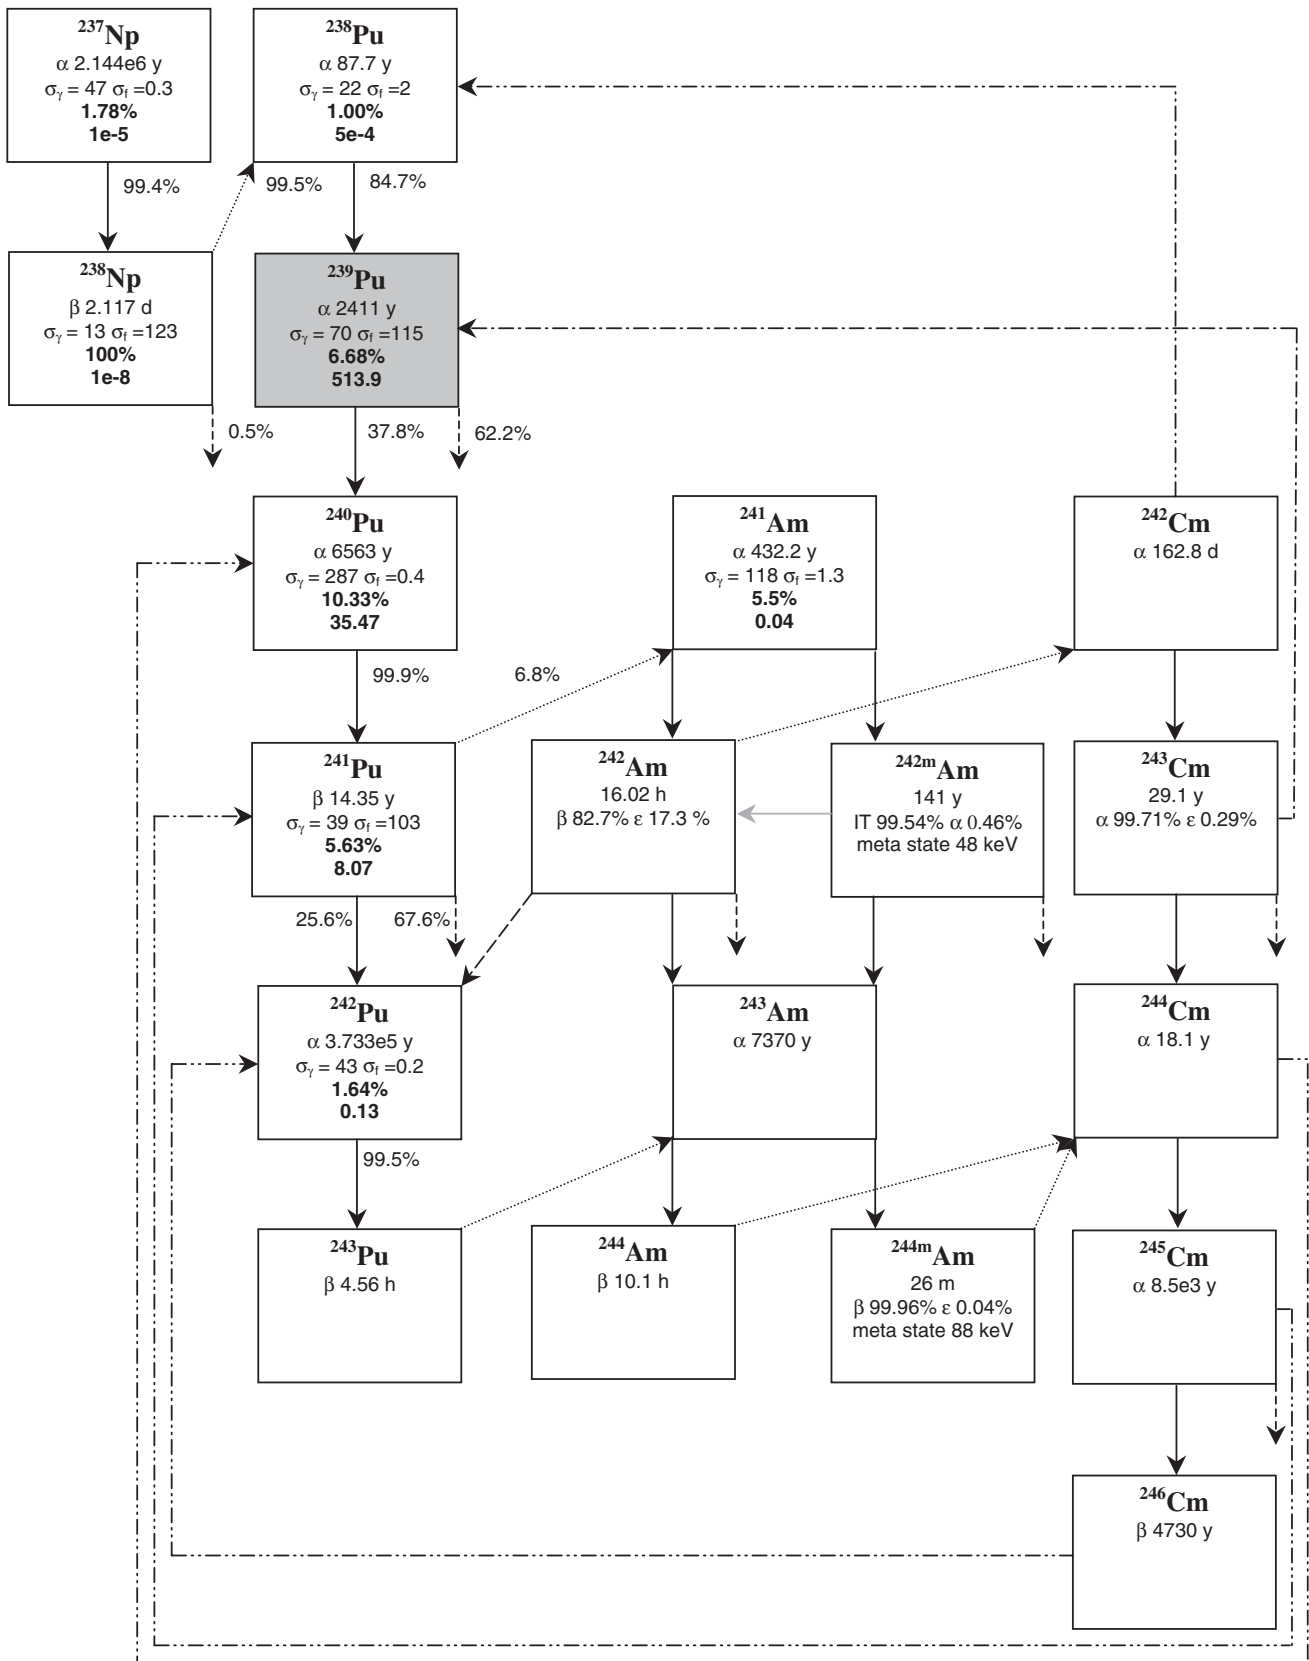 ²³⁷Np
α 2.144e6 y
σγ = 47 σf =0.3
1.78%
1e-5
²³⁸Pu
α 87.7 y
σγ = 22 σf =2
1.00%
5e-4
99.4%
99.5%
84.7%
²³⁸Np
β 2.117 d
σγ = 13 σf =123
100%
1e-8
²³⁹Pu
α 2411 y
σγ = 70 σf =115
6.68%
513.9
0.5%
37.8%
62.2%
²⁴⁰Pu
α 6563 y
σγ = 287 σf =0.4
10.33%
35.47
²⁴¹Am
α 432.2 y
σγ = 118 σf =1.3
5.5%
0.04
²⁴²Cm
α 162.8 d
99.9%
6.8%
²⁴¹Pu
β 14.35 y
σγ = 39 σf =103
5.63%
8.07
²⁴²Am
16.02 h
β 82.7% ε 17.3 %
²⁴²ᵐAm
141 y
IT 99.54% α 0.46%
meta state 48 keV
²⁴³Cm
29.1 y
α 99.71% ε 0.29%
25.6%
67.6%
²⁴²Pu
α 3.733e5 y
σγ = 43 σf =0.2
1.64%
0.13
²⁴³Am
α 7370 y
²⁴⁴Cm
α 18.1 y
99.5%
²⁴³Pu
β 4.56 h
²⁴⁴Am
β 10.1 h
²⁴⁴ᵐAm
26 m
β 99.96% ε 0.04%
meta state 88 keV
²⁴⁵Cm
α 8.5e3 y
²⁴⁶Cm
β 4730 y